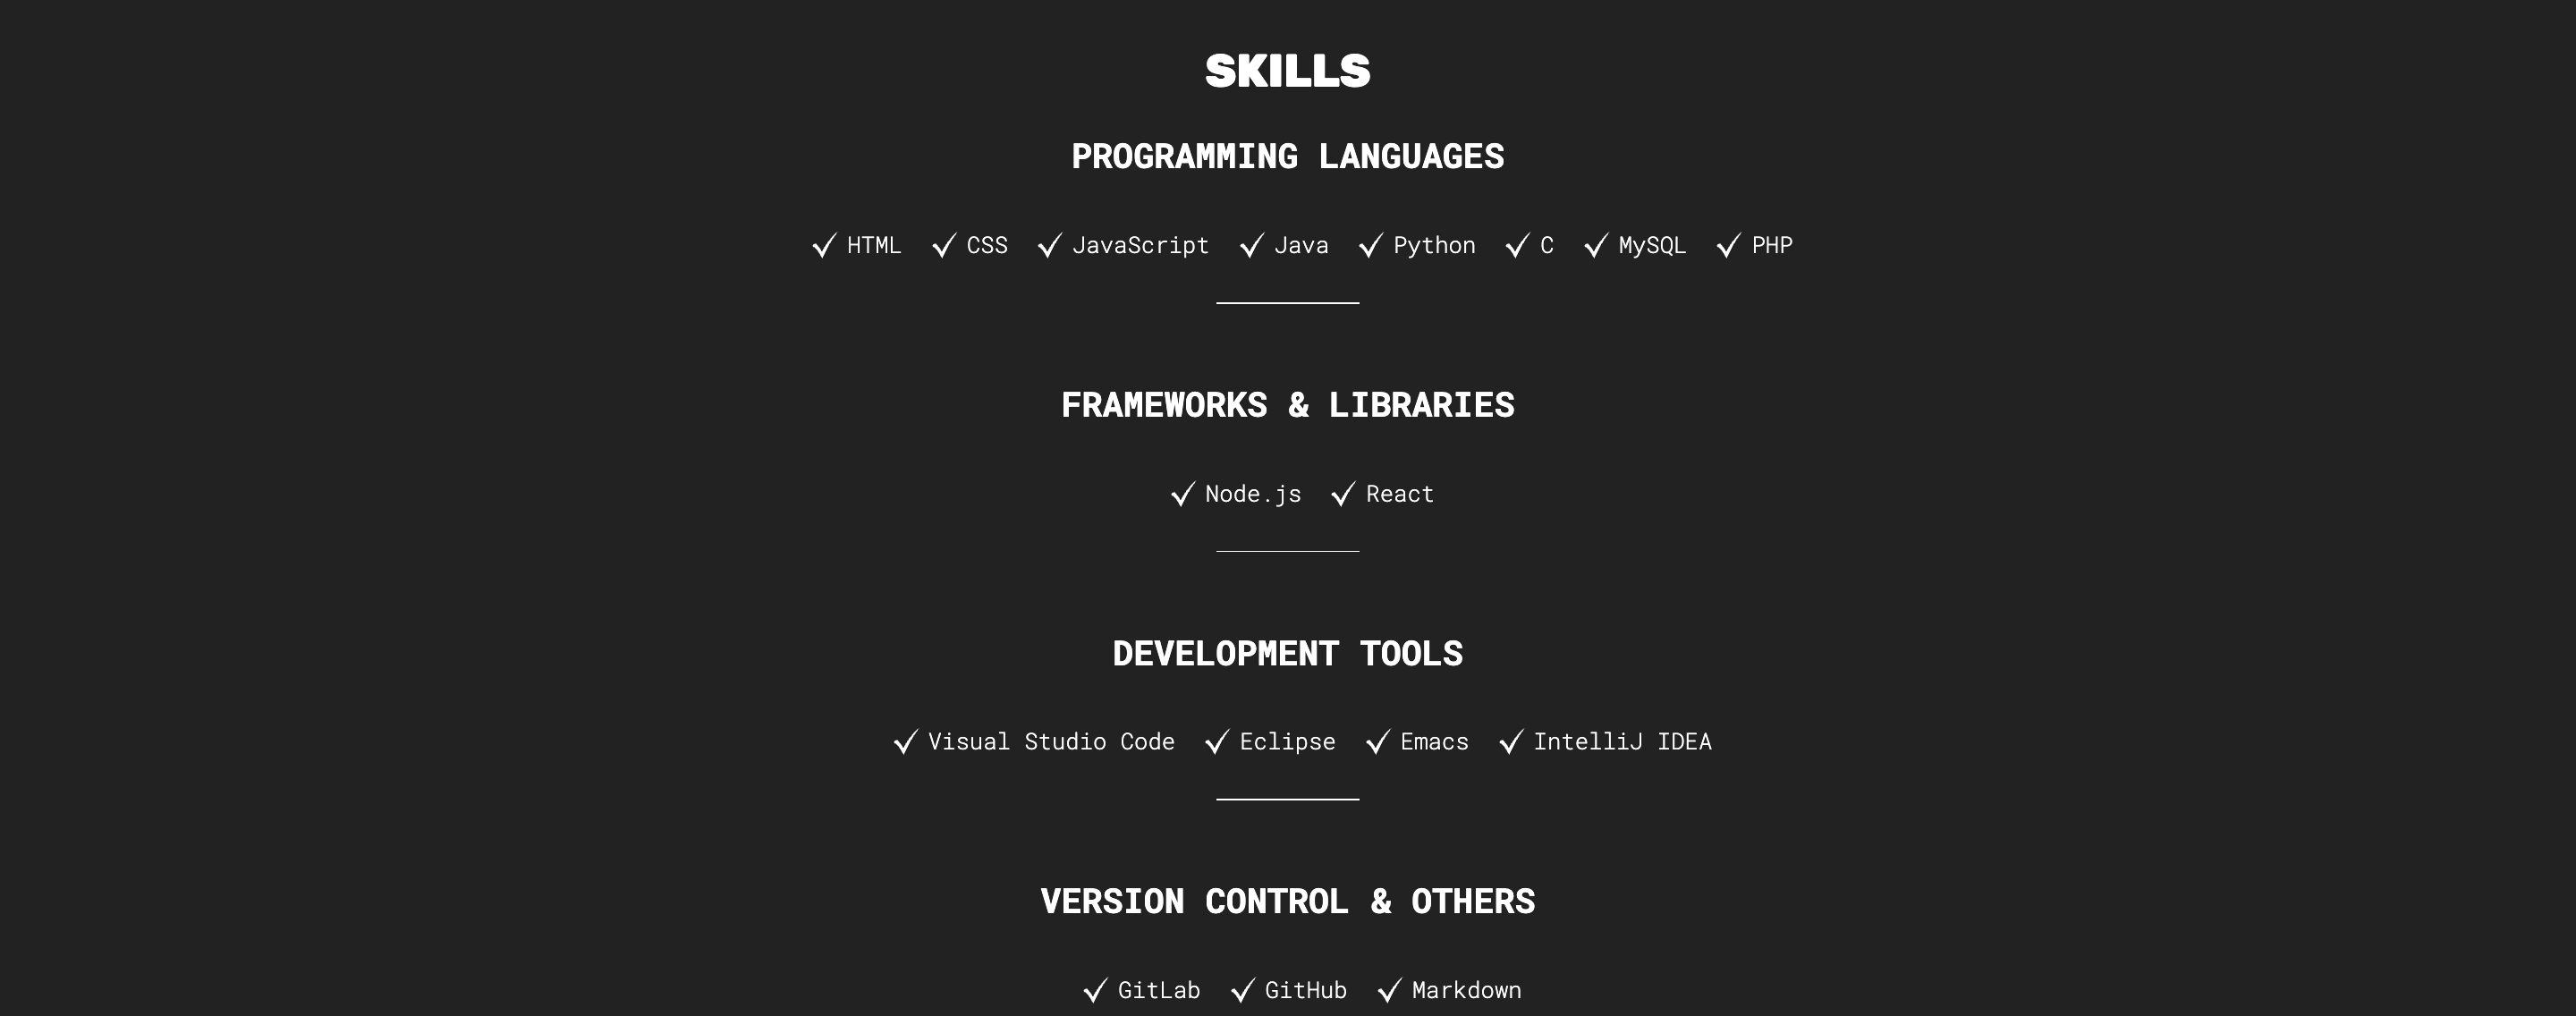 SKILLS
PROGRAMMING LANGUAGES
✓ HTML ✓ CSS ✓ JavaScript ✓ Java ✓ Python ✓ C ✓ MySQL ✓ PHP
FRAMEWORKS & LIBRARIES
✓ Node.js ✓ React
DEVELOPMENT TOOLS
✓ Visual Studio Code ✓ Eclipse ✓ Emacs ✓ IntelliJ IDEA
VERSION CONTROL & OTHERS
✓ GitLab ✓ GitHub ✓ Markdown